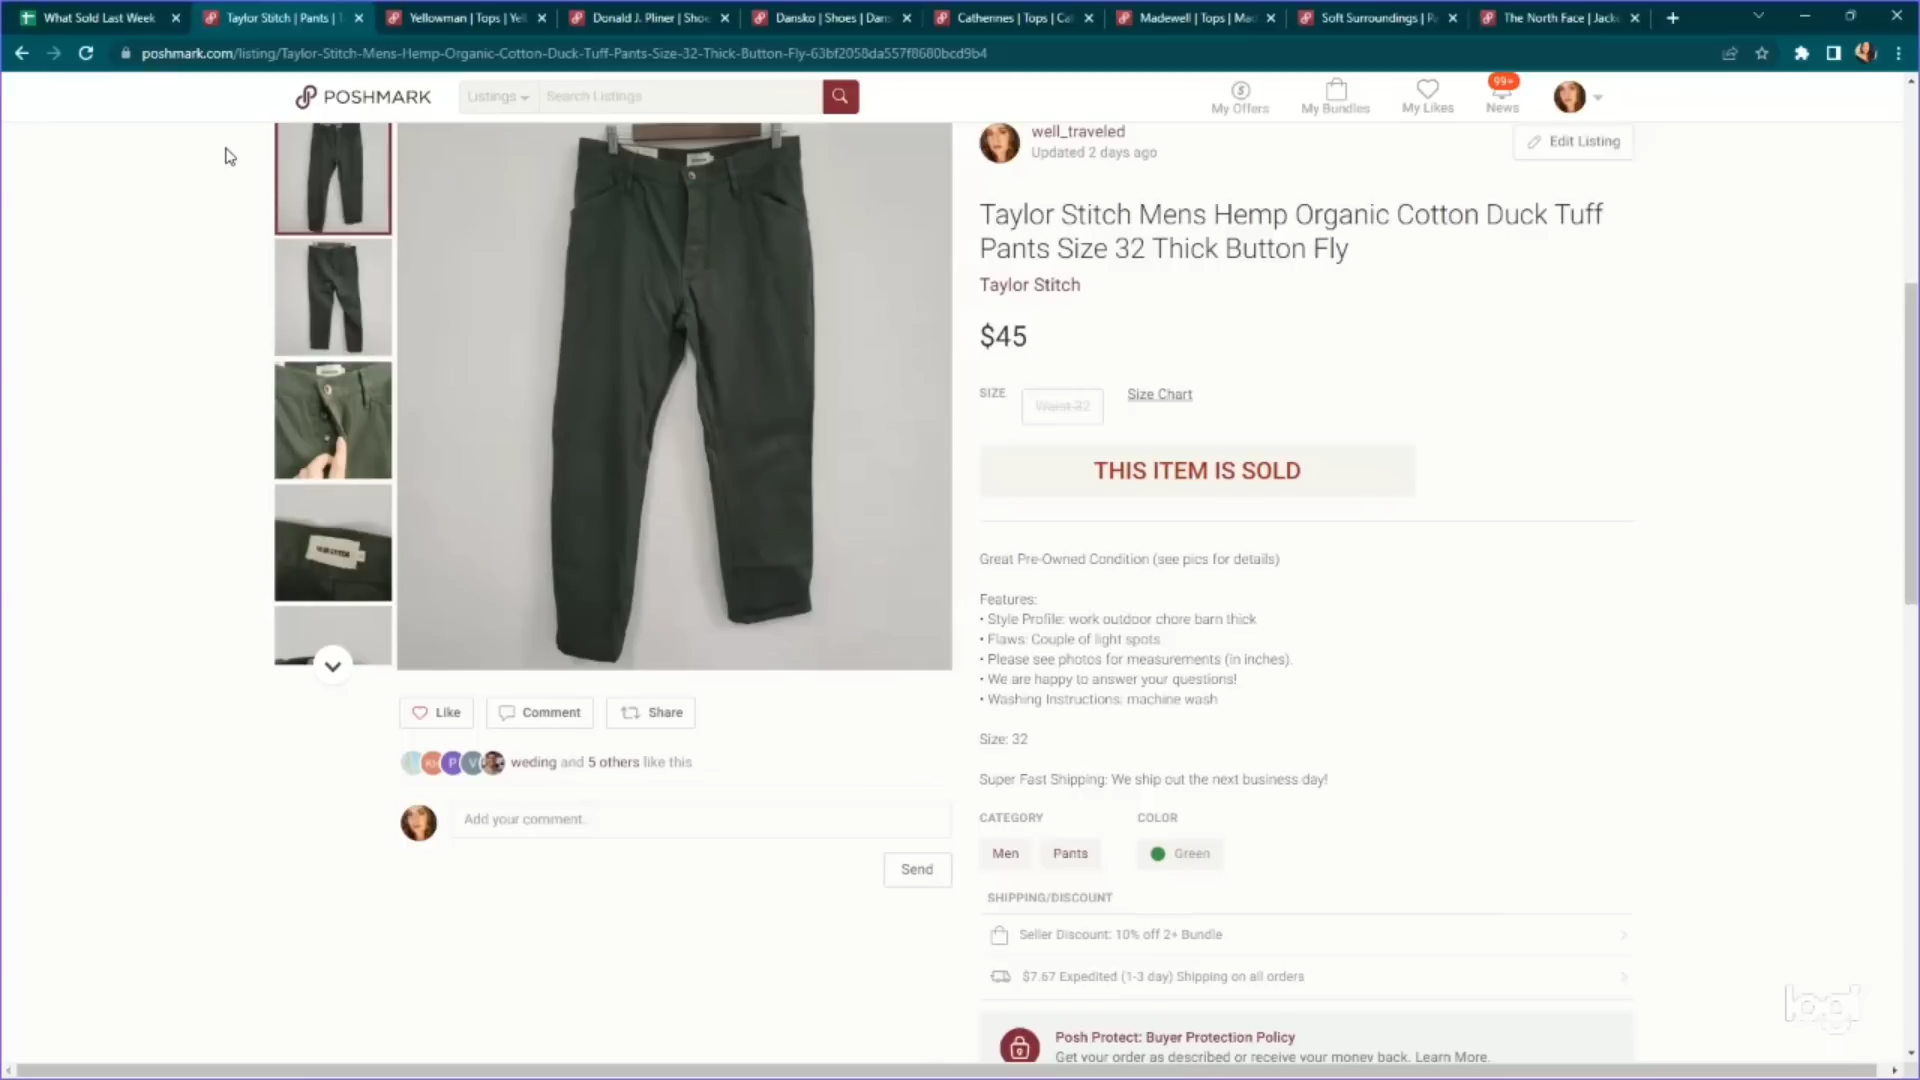 What Sold Last Week
Taylor Stitch | Pants |
Yellowman | Tops | Yel
Donald J. Pliner | Shoe
Dansko | Shoes | Dans
Catherines | Tops | Ca
Madewell | Tops | Mad
Soft Surroundings | P
The North Face | Jack
poshmark.com/listing/Taylor-Stitch-Mens-Hemp-Organic-Cotton-Duck-Tuff-Pants-Size-32-Thick-Button-Fly-63bf2058da557f8680bcd9b4
POSHMARK
Listings
Search Listings
My Offers
My Bundles
My Likes
99+
News
well_traveled
Updated 2 days ago
Edit Listing
Taylor Stitch Mens Hemp Organic Cotton Duck Tuff
Pants Size 32 Thick Button Fly
Taylor Stitch
$45
SIZE
Waist 32
Size Chart
THIS ITEM IS SOLD
Great Pre-Owned Condition (see pics for details)
Features:
• Style Profile: work outdoor chore barn thick
• Flaws: Couple of light spots
• Please see photos for measurements (in inches).
• We are happy to answer your questions!
• Washing Instructions: machine wash
Size: 32
Super Fast Shipping: We ship out the next business day!
CATEGORY
COLOR
Men
Pants
Green
SHIPPING/DISCOUNT
Seller Discount: 10% off 2+ Bundle
$7.67 Expedited (1-3 day) Shipping on all orders
Posh Protect: Buyer Protection Policy
Get your order as described or receive your money back. Learn More.
Like
Comment
Share
P
V
weding and 5 others like this
Add your comment.
Send
logi